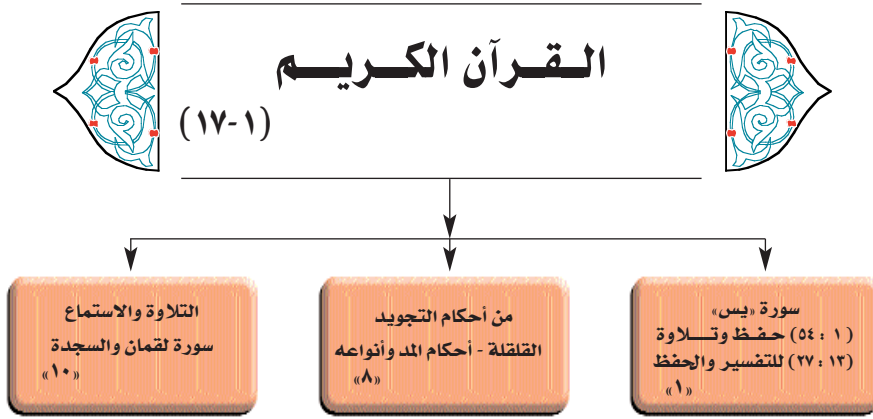 القرآن الكريم
(١-١٧)
سورة «يس»
(١ : ٥٤) حفظ وتلاوة
(١٣ : ٢٧) للتفسير والحفظ
«١»
من أحكام التجويد
القلقلة - أحكام المد وأنواعه
«٨»
التلاوة والاستماع
سورة لقمان والسجدة
«١٠»